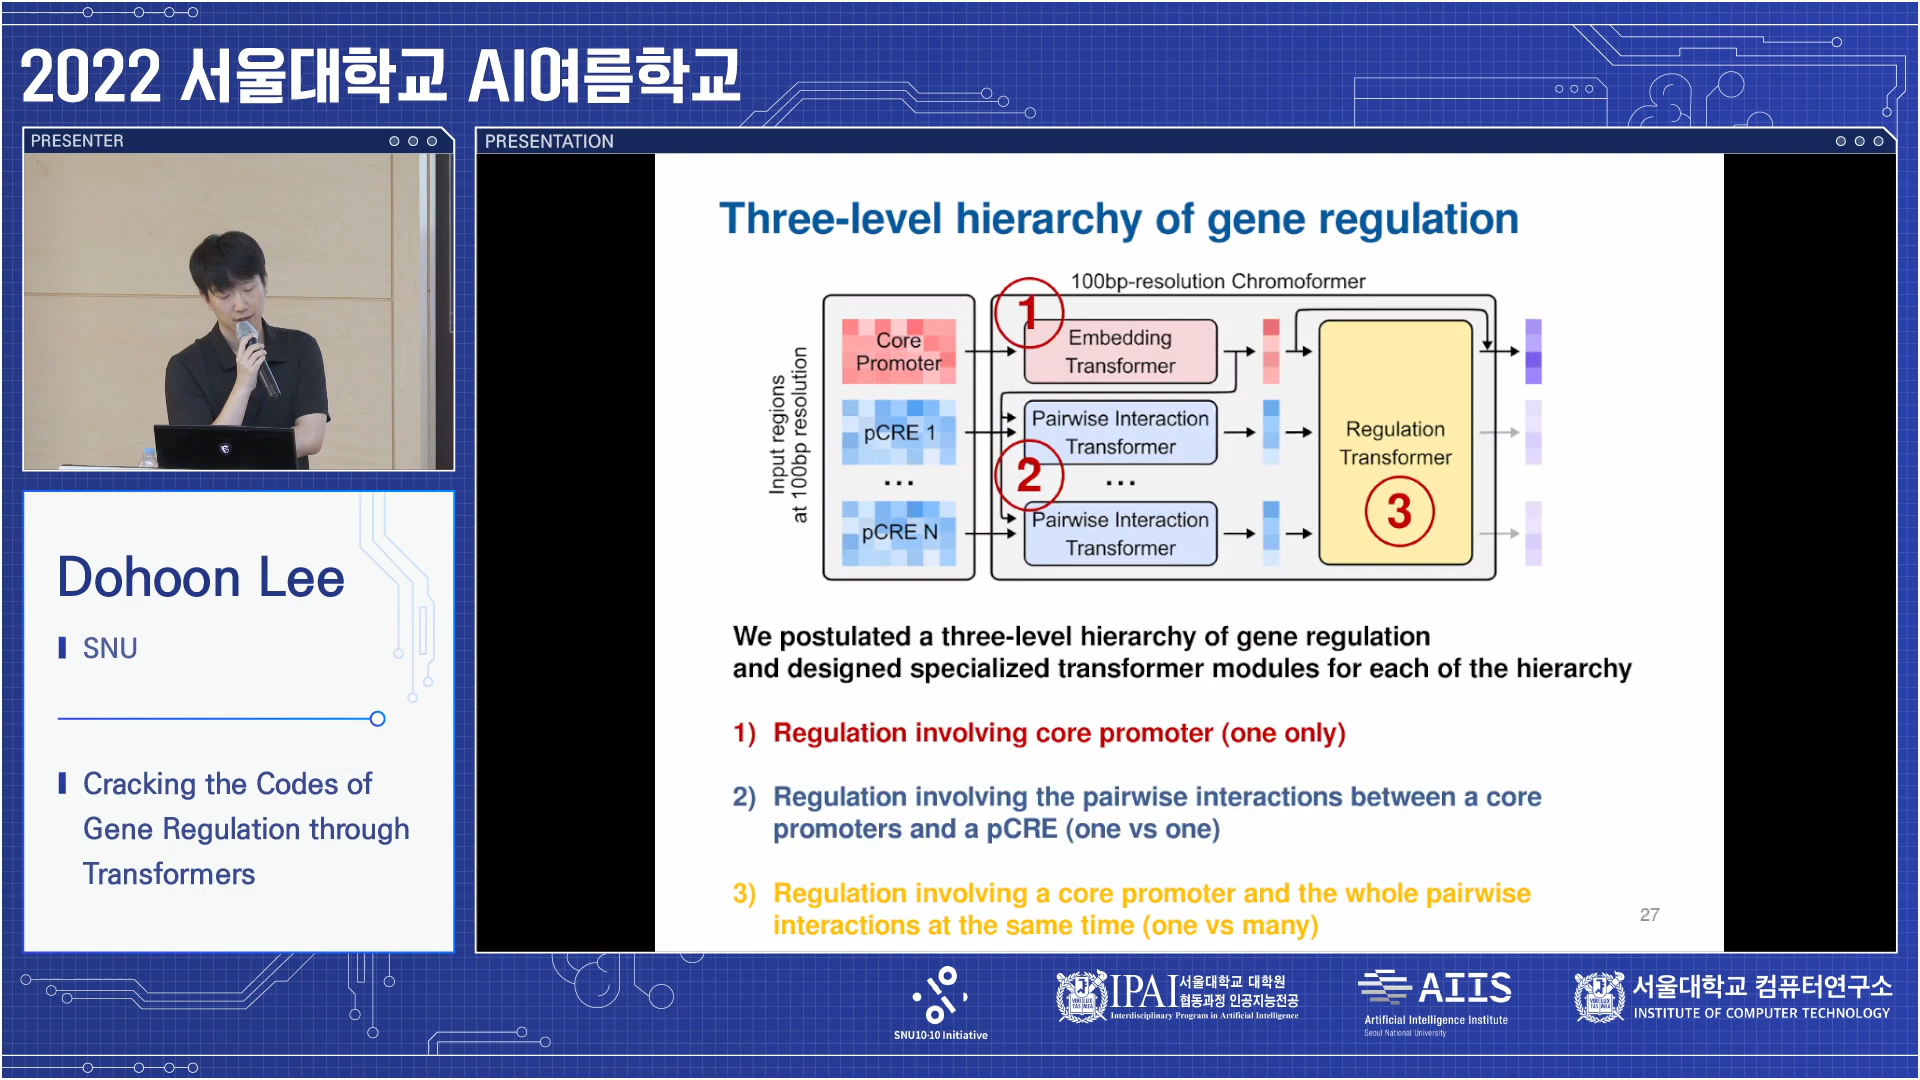 2022 서울대학교 AI여름학교
PRESENTER
PRESENTATION
Dohoon Lee
SNU
Cracking the Codes of
Gene Regulation through
Transformers
Three-level hierarchy of gene regulation
100bp-resolution Chromoformer
Input regions
at 100bp resolution
Core
Promoter
pCRE 1
...
pCRE N
1
Embedding
Transformer
Pairwise Interaction
Transformer
2
...
Pairwise Interaction
Transformer
Regulation
Transformer
3
We postulated a three-level hierarchy of gene regulation
and designed specialized transformer modules for each of the hierarchy
1) Regulation involving core promoter (one only)
2) Regulation involving the pairwise interactions between a core
promoters and a pCRE (one vs one)
3) Regulation involving a core promoter and the whole pairwise
interactions at the same time (one vs many)
27
SNU10·10 Initiative
IPAI 서울대학교 대학원
협동과정 인공지능전공
Interdisciplinary Program in Artificial Intelligence
AIIS
Artificial Intelligence Institute
Seoul National University
서울대학교 컴퓨터연구소
INSTITUTE OF COMPUTER TECHNOLOGY